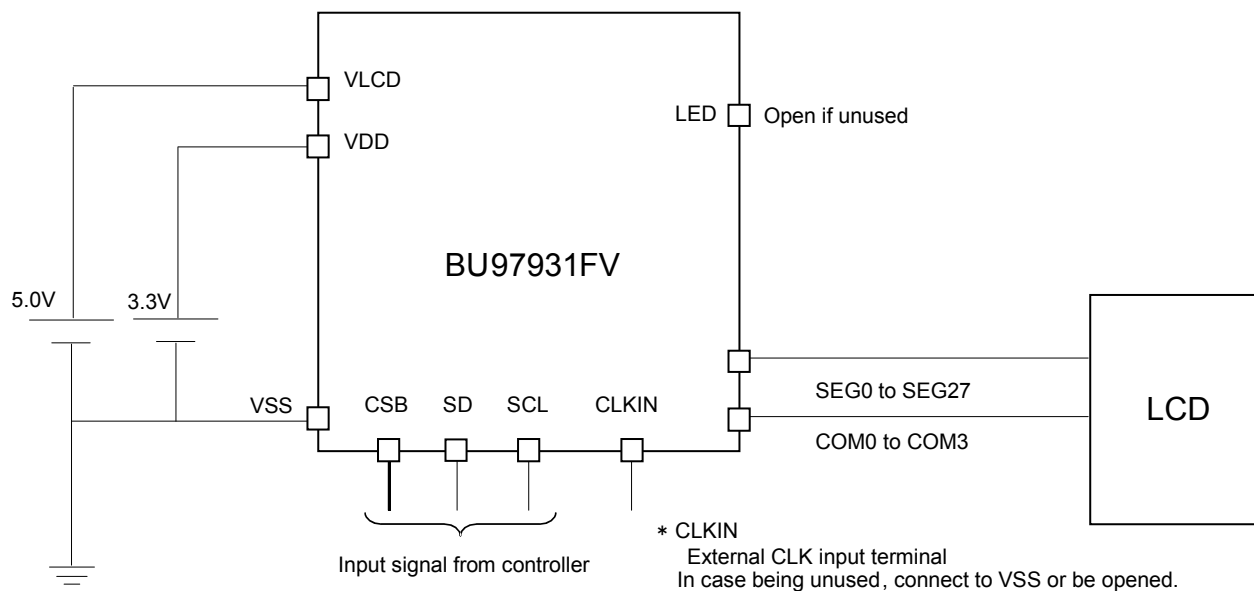 VLCD
LED
Open if unused
VDD
BU97931FV
5.0V
3.3V
VSS
CSB
SD
SCL
CLKIN
SEG0 to SEG27
LCD
COM0 to COM3
Input signal from controller
* CLKIN
External CLK input terminal
In case being unused, connect to VSS or be opened.